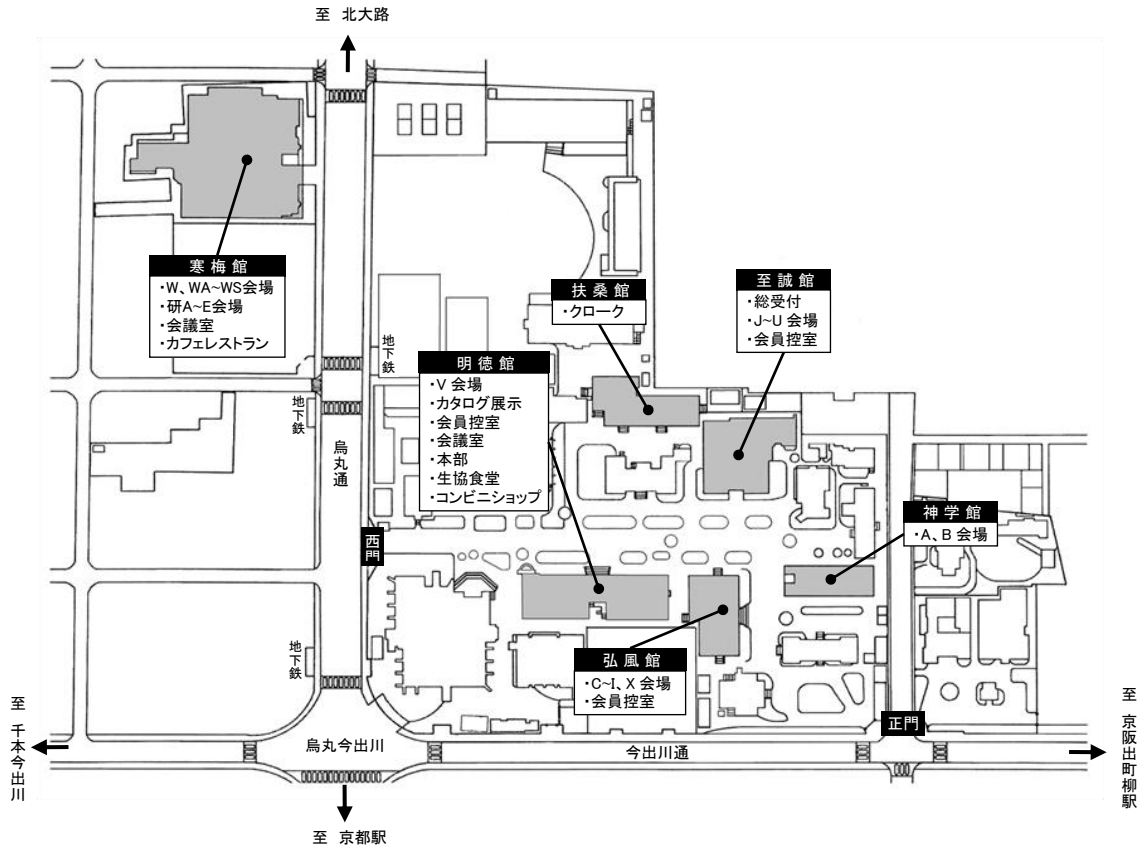 至 北大路
寒梅館
・W、WA~WS会場
・研A~E会場
・会議室
・カフェレストラン
扶桑館
・クローク
至誠館
・総受付
・J~U 会場
・会員控室
地下鉄
明徳館
・V 会場
・カタログ展示
・会員控室
・会議室
・本部
・生協食堂
・コンビニショップ
地下鉄
烏丸通
西門
神学館
・A、B 会場
地下鉄
弘風館
・C~I、X 会場
・会員控室
至 千本今出川
烏丸今出川
今出川通
正門
至 京阪出町柳駅
至 京都駅